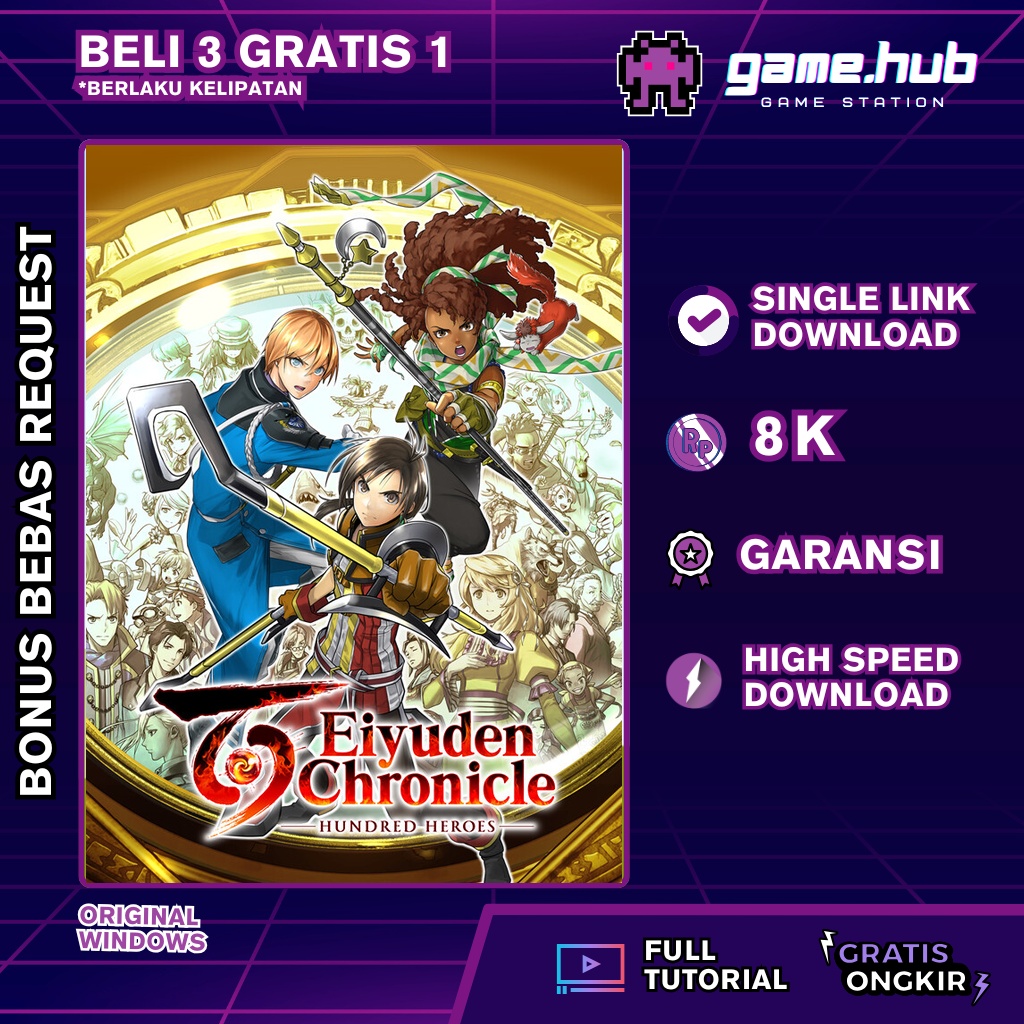 BELI 3 GRATIS 1
*BERLAKU KELIPATAN
game.hub
GAME STATION
BONUS BEBAS REQUEST
SINGLE LINK
DOWNLOAD
Rp
8K
GARANSI
HIGH SPEED
DOWNLOAD
Eiyuden
Chronicle
HUNDRED HEROES
ORIGINAL
WINDOWS
FULL
TUTORIAL
GRATIS
ONGKIR